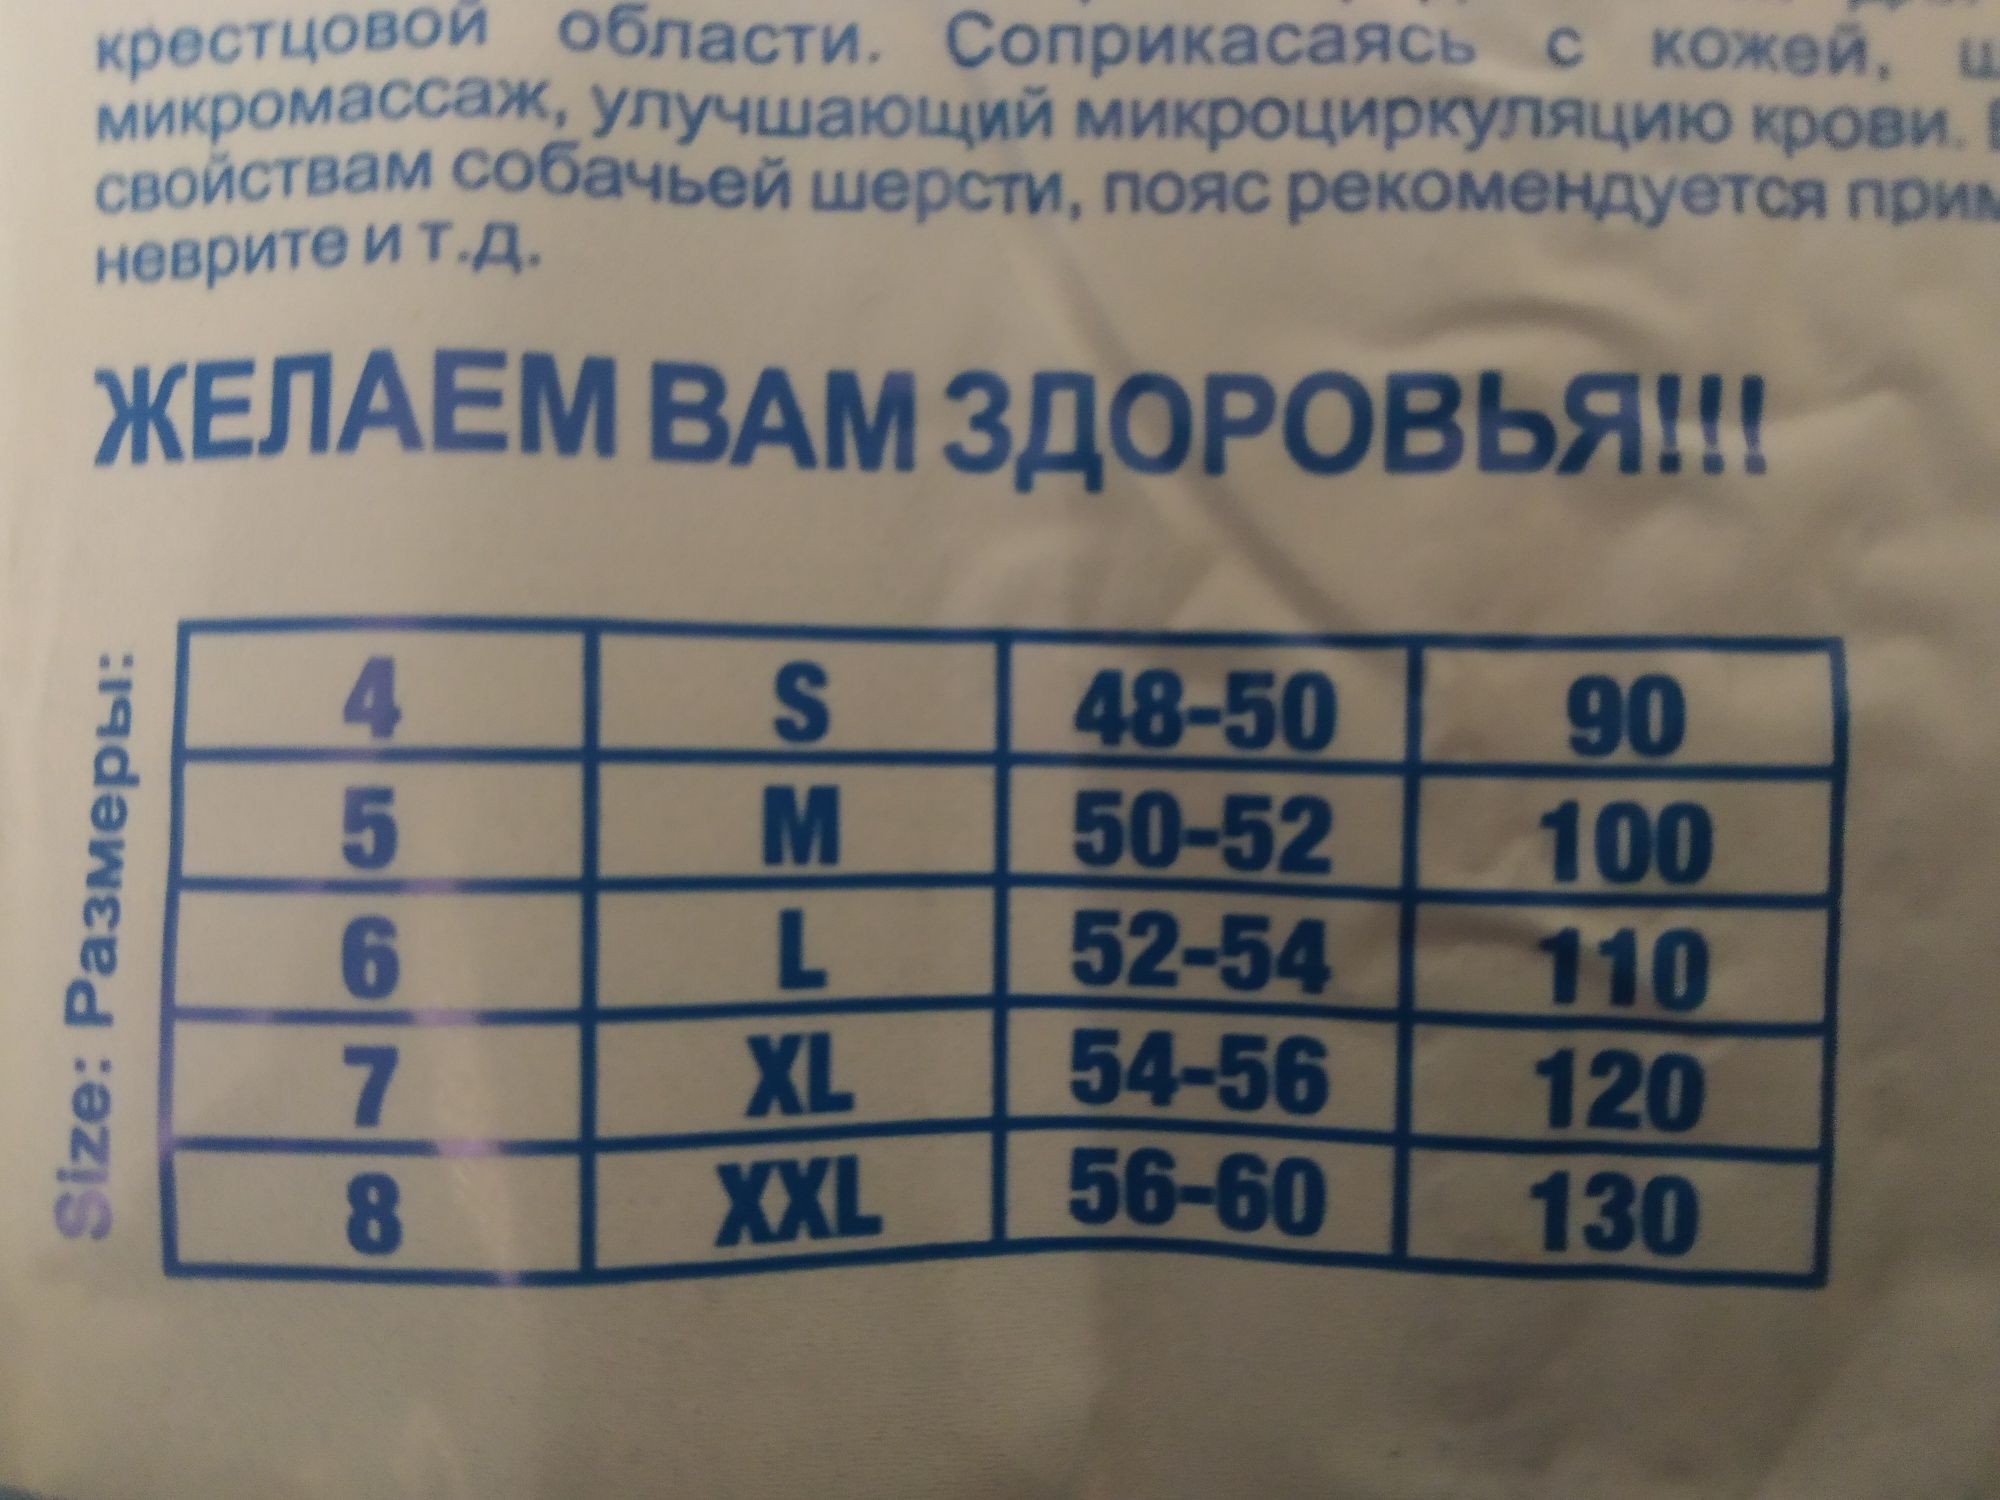 крестцовой области. Соприкасаясь с кожей,
микромассаж, улучшающий микроциркуляцию крови.
свойствам собачьей шерсти, пояс рекомендуется
неврите и т.д.
ЖЕЛАЕМ ВАМ ЗДОРОВЬЯ!!!
Size: Размеры:
4 S 48-50 90
5 M 50-52 100
6 L 52-54 110
7 XL 54-56 120
8 XXL 56-60 130